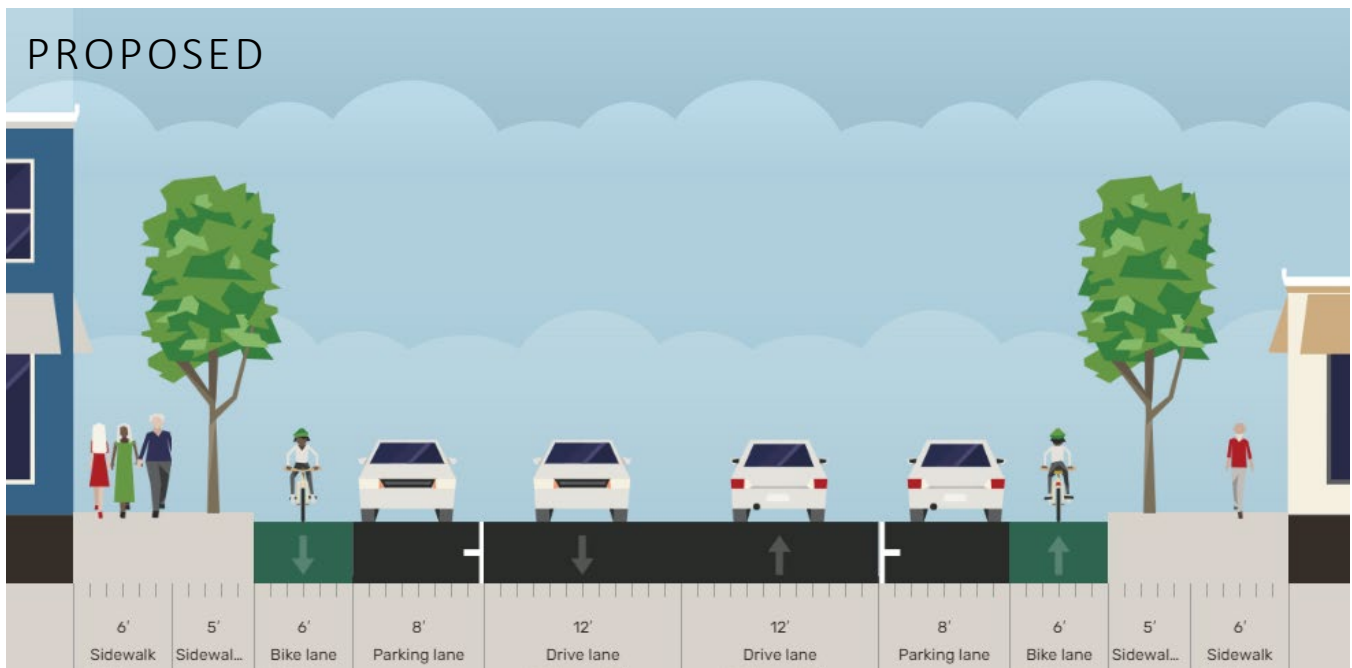 PROPOSED
6' 5' 6' 8' 12' 12' 8' 6' 5' 6'
Sidewalk Sidewal... Bike lane Parking lane Drive lane Drive lane Parking lane Bike lane Sidewal... Sidewalk